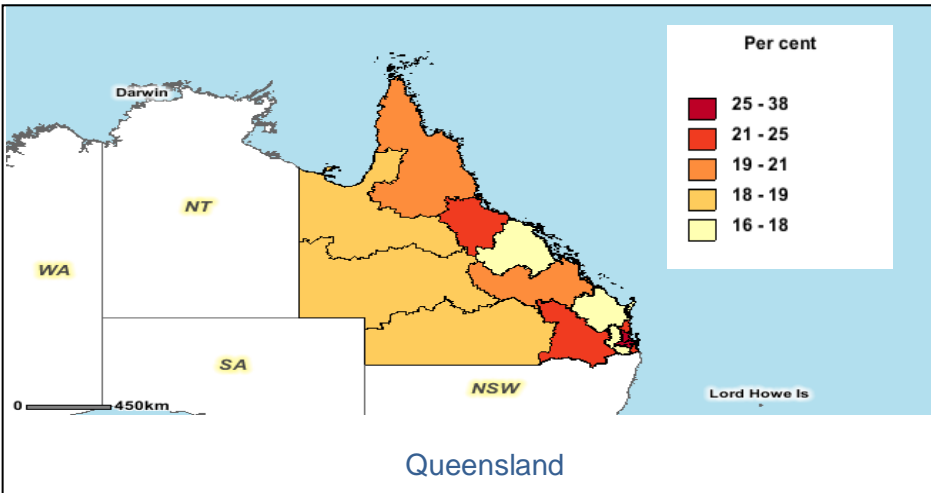 Per cent
25 - 38
21 - 25
19 - 21
18 - 19
16 - 18
Darwin
NT
WA
SA
NSW
Lord Howe Is
0 450km
Queensland